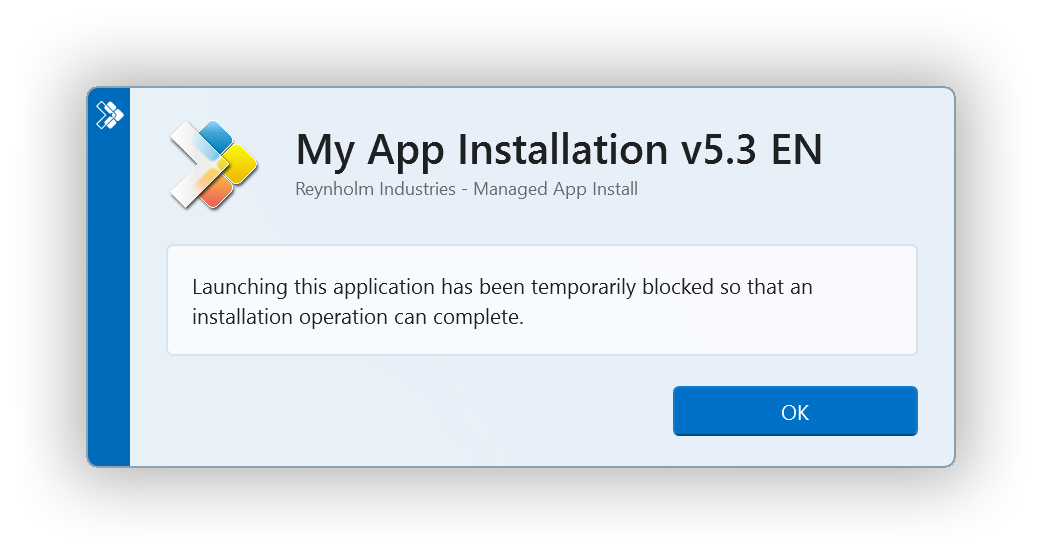 My App Installation v5.3 EN
Reynholm Industries - Managed App Install
Launching this application has been temporarily blocked so that an
installation operation can complete.
OK